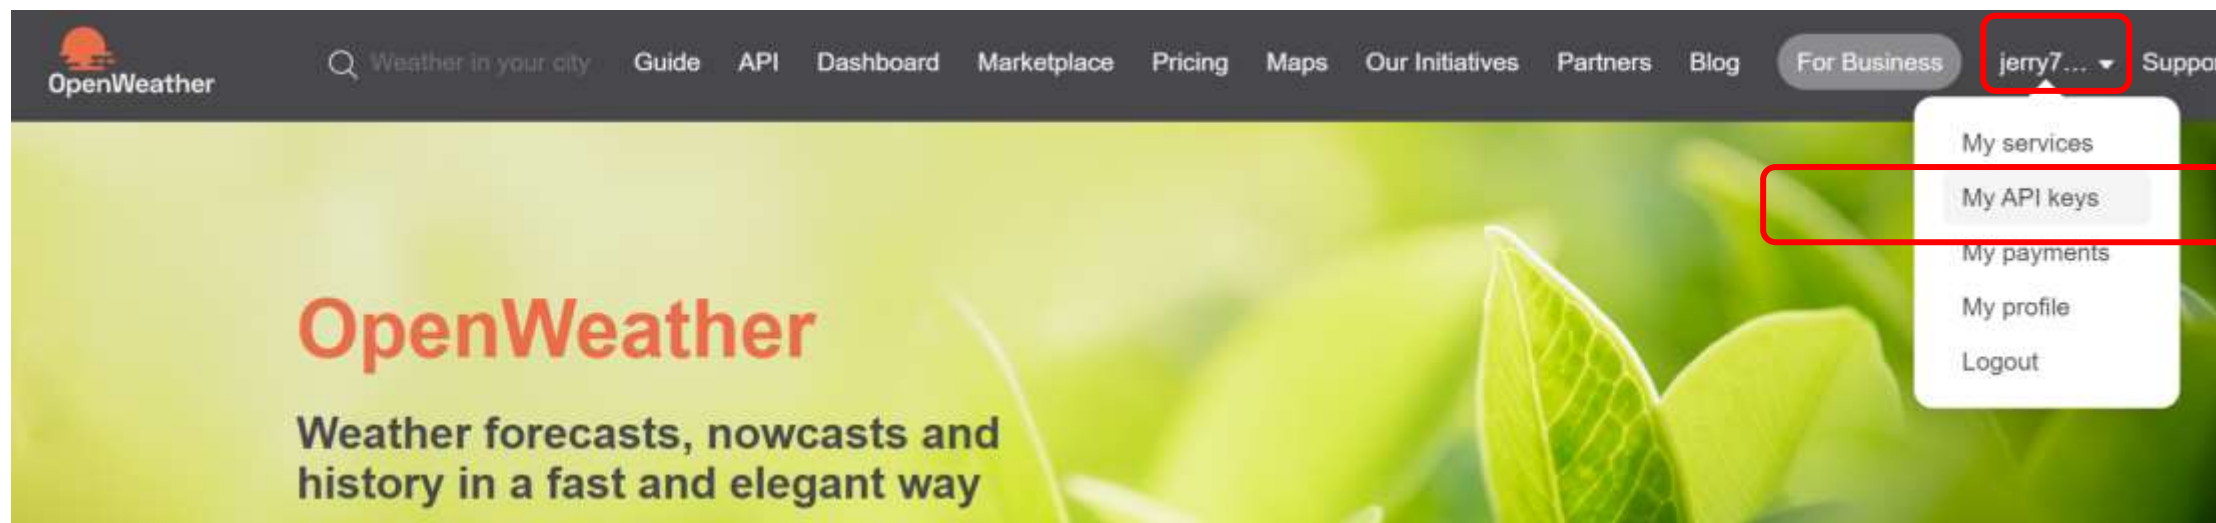 OpenWeather
Weather in your city Guide API Dashboard Marketplace Pricing Maps Our Initiatives Partners Blog For Business jerry7... Suppor
My services
My API keys
My payments
My profile
Logout
OpenWeather
Weather forecasts, nowcasts and
history in a fast and elegant way